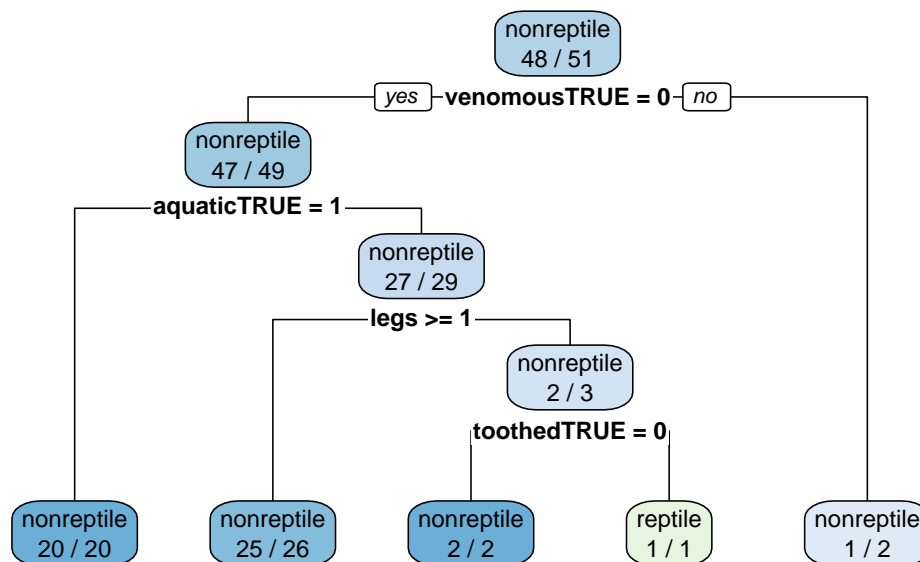 nonreptile
48 / 51
yes venomousTRUE = 0 no
nonreptile
47 / 49
aquaticTRUE = 1
nonreptile
27 / 29
legs >= 1
nonreptile
2 / 3
toothedTRUE = 0
nonreptile
20 / 20
nonreptile
25 / 26
nonreptile
2 / 2
reptile
1 / 1
nonreptile
1 / 2